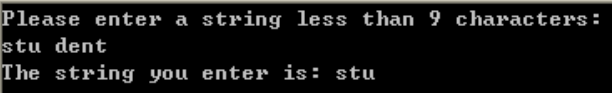 Please enter a string less than 9 characters:
stu dent
The string you enter is: stu